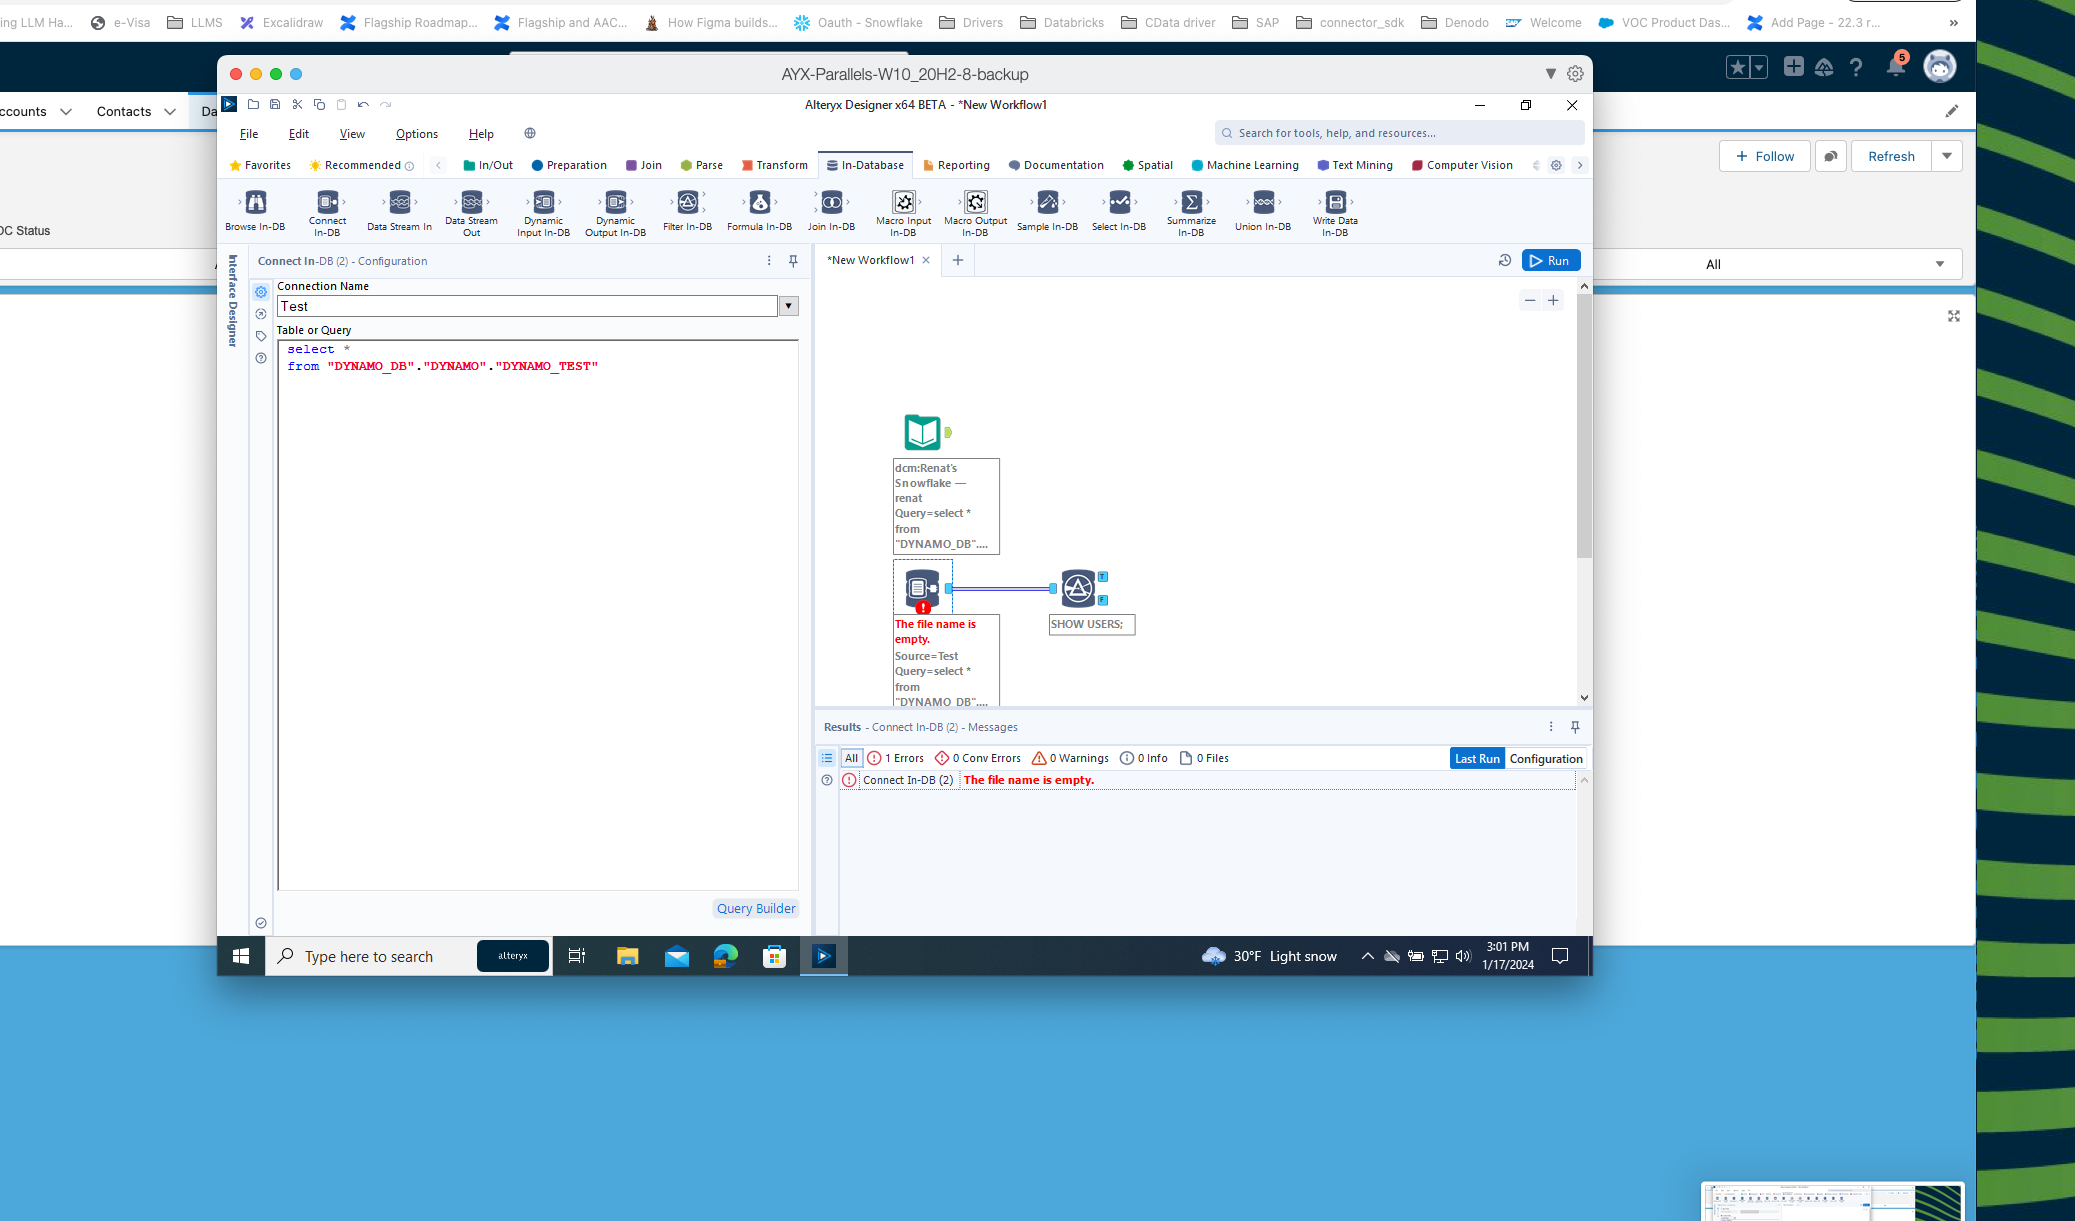 ing LLM Ha... e-Visa LLMS Excalidraw Flagship Roadmap... Flagship and AAC... How Figma builds... Oauth - Snowflake Drivers Databricks CData driver SAP connector_sdk Denodo Welcome VOC Product Das... Add Page - 22.3 r... »
5
ccounts Contacts Da
AYX-Parallels-W10_20H2-8-backup
Alteryx Designer x64 BETA - *New Workflow1
File Edit View Options Help
Search for tools, help, and resources...
Favorites Recommended In/Out Preparation Join Parse Transform In-Database Reporting Documentation Spatial Machine Learning Text Mining Computer Vision
Browse In-DB
Connect In-DB
Data Stream In
Data Stream Out
Dynamic Input In-DB
Dynamic Output In-DB
Filter In-DB
Formula In-DB
Join In-DB
Macro Input In-DB
Macro Output In-DB
Sample In-DB
Select In-DB
Summarize In-DB
Union In-DB
Write Data In-DB
+ Follow
Refresh
OC Status
All
Interface Designer
Connect In-DB (2) - Configuration
Connection Name
Test
Table or Query
select *
from "DYNAMO_DB"."DYNAMO"."DYNAMO_TEST"
Query Builder
*New Workflow1
Run
dcm:Renat's
Snowflake —
renat
Query=select *
from
"DYNAMO_DB"....
The file name is
empty.
Source=Test
Query=select *
from
"DYNAMO_DB"....
T
F
SHOW USERS;
Results - Connect In-DB (2) - Messages
All 1 Errors 0 Conv Errors 0 Warnings 0 Info 0 Files
Last Run Configuration
Connect In-DB (2) The file name is empty.
Type here to search
alteryx
30°F Light snow
3:01 PM
1/17/2024